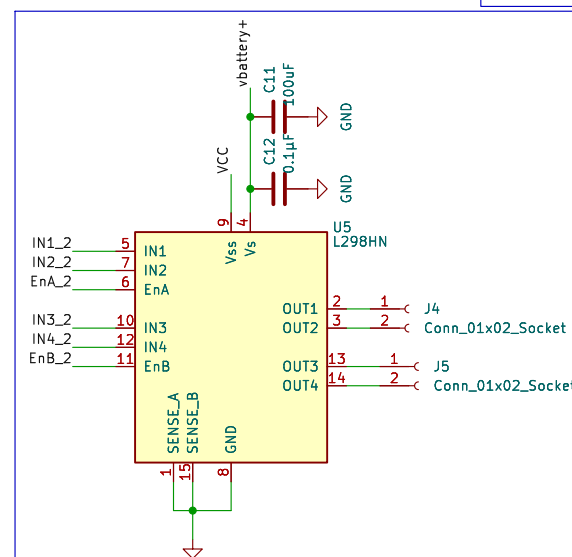 vbattery+
C11
100uF
GND
C12
0.1µF
GND
VCC
9
4
U5
L298HN
Vss
Vs
IN1_2
5
IN1
IN2_2
7
IN2
EnA_2
6
EnA
OUT1
2
1
J4
IN3_2
10
IN3
OUT2
3
2
Conn_01x02_Socket
IN4_2
12
IN4
EnB_2
11
EnB
OUT3
13
1
J5
OUT4
14
2
Conn_01x02_Socket
SENSE_A
SENSE_B
GND
1
15
8